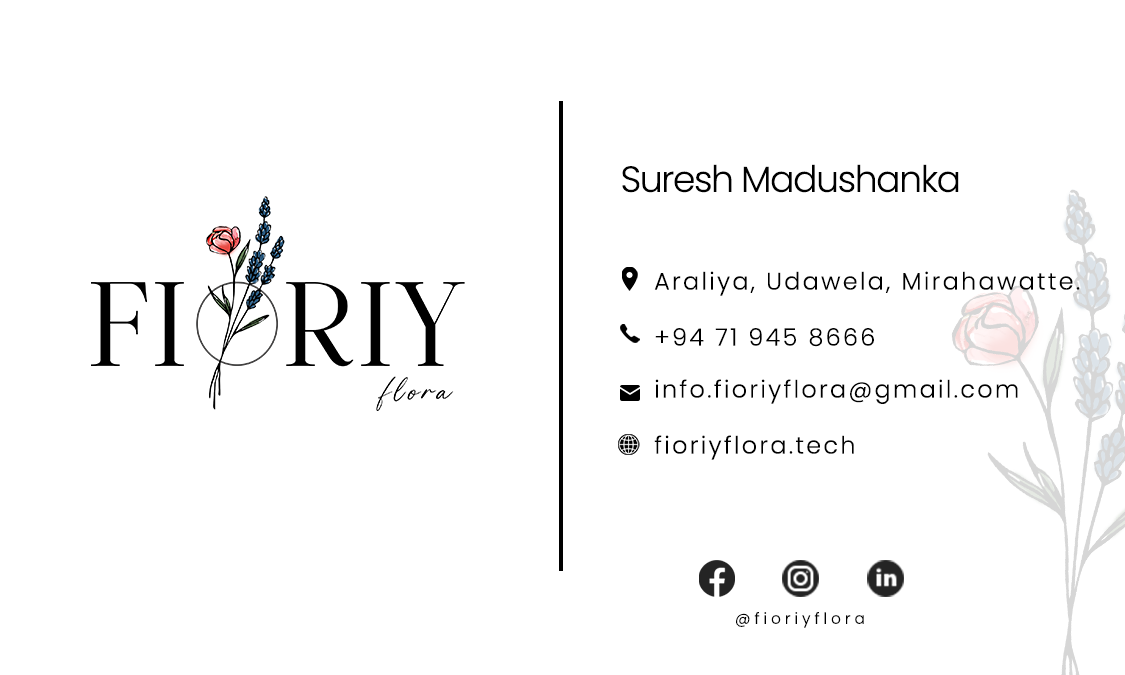 FIORIY
flora
Suresh Madushanka
Araliya, Udawela, Mirahawatte.
+94 71 945 8666
info.fioriyflora@gmail.com
fioriyflora.tech
@fioriyflora